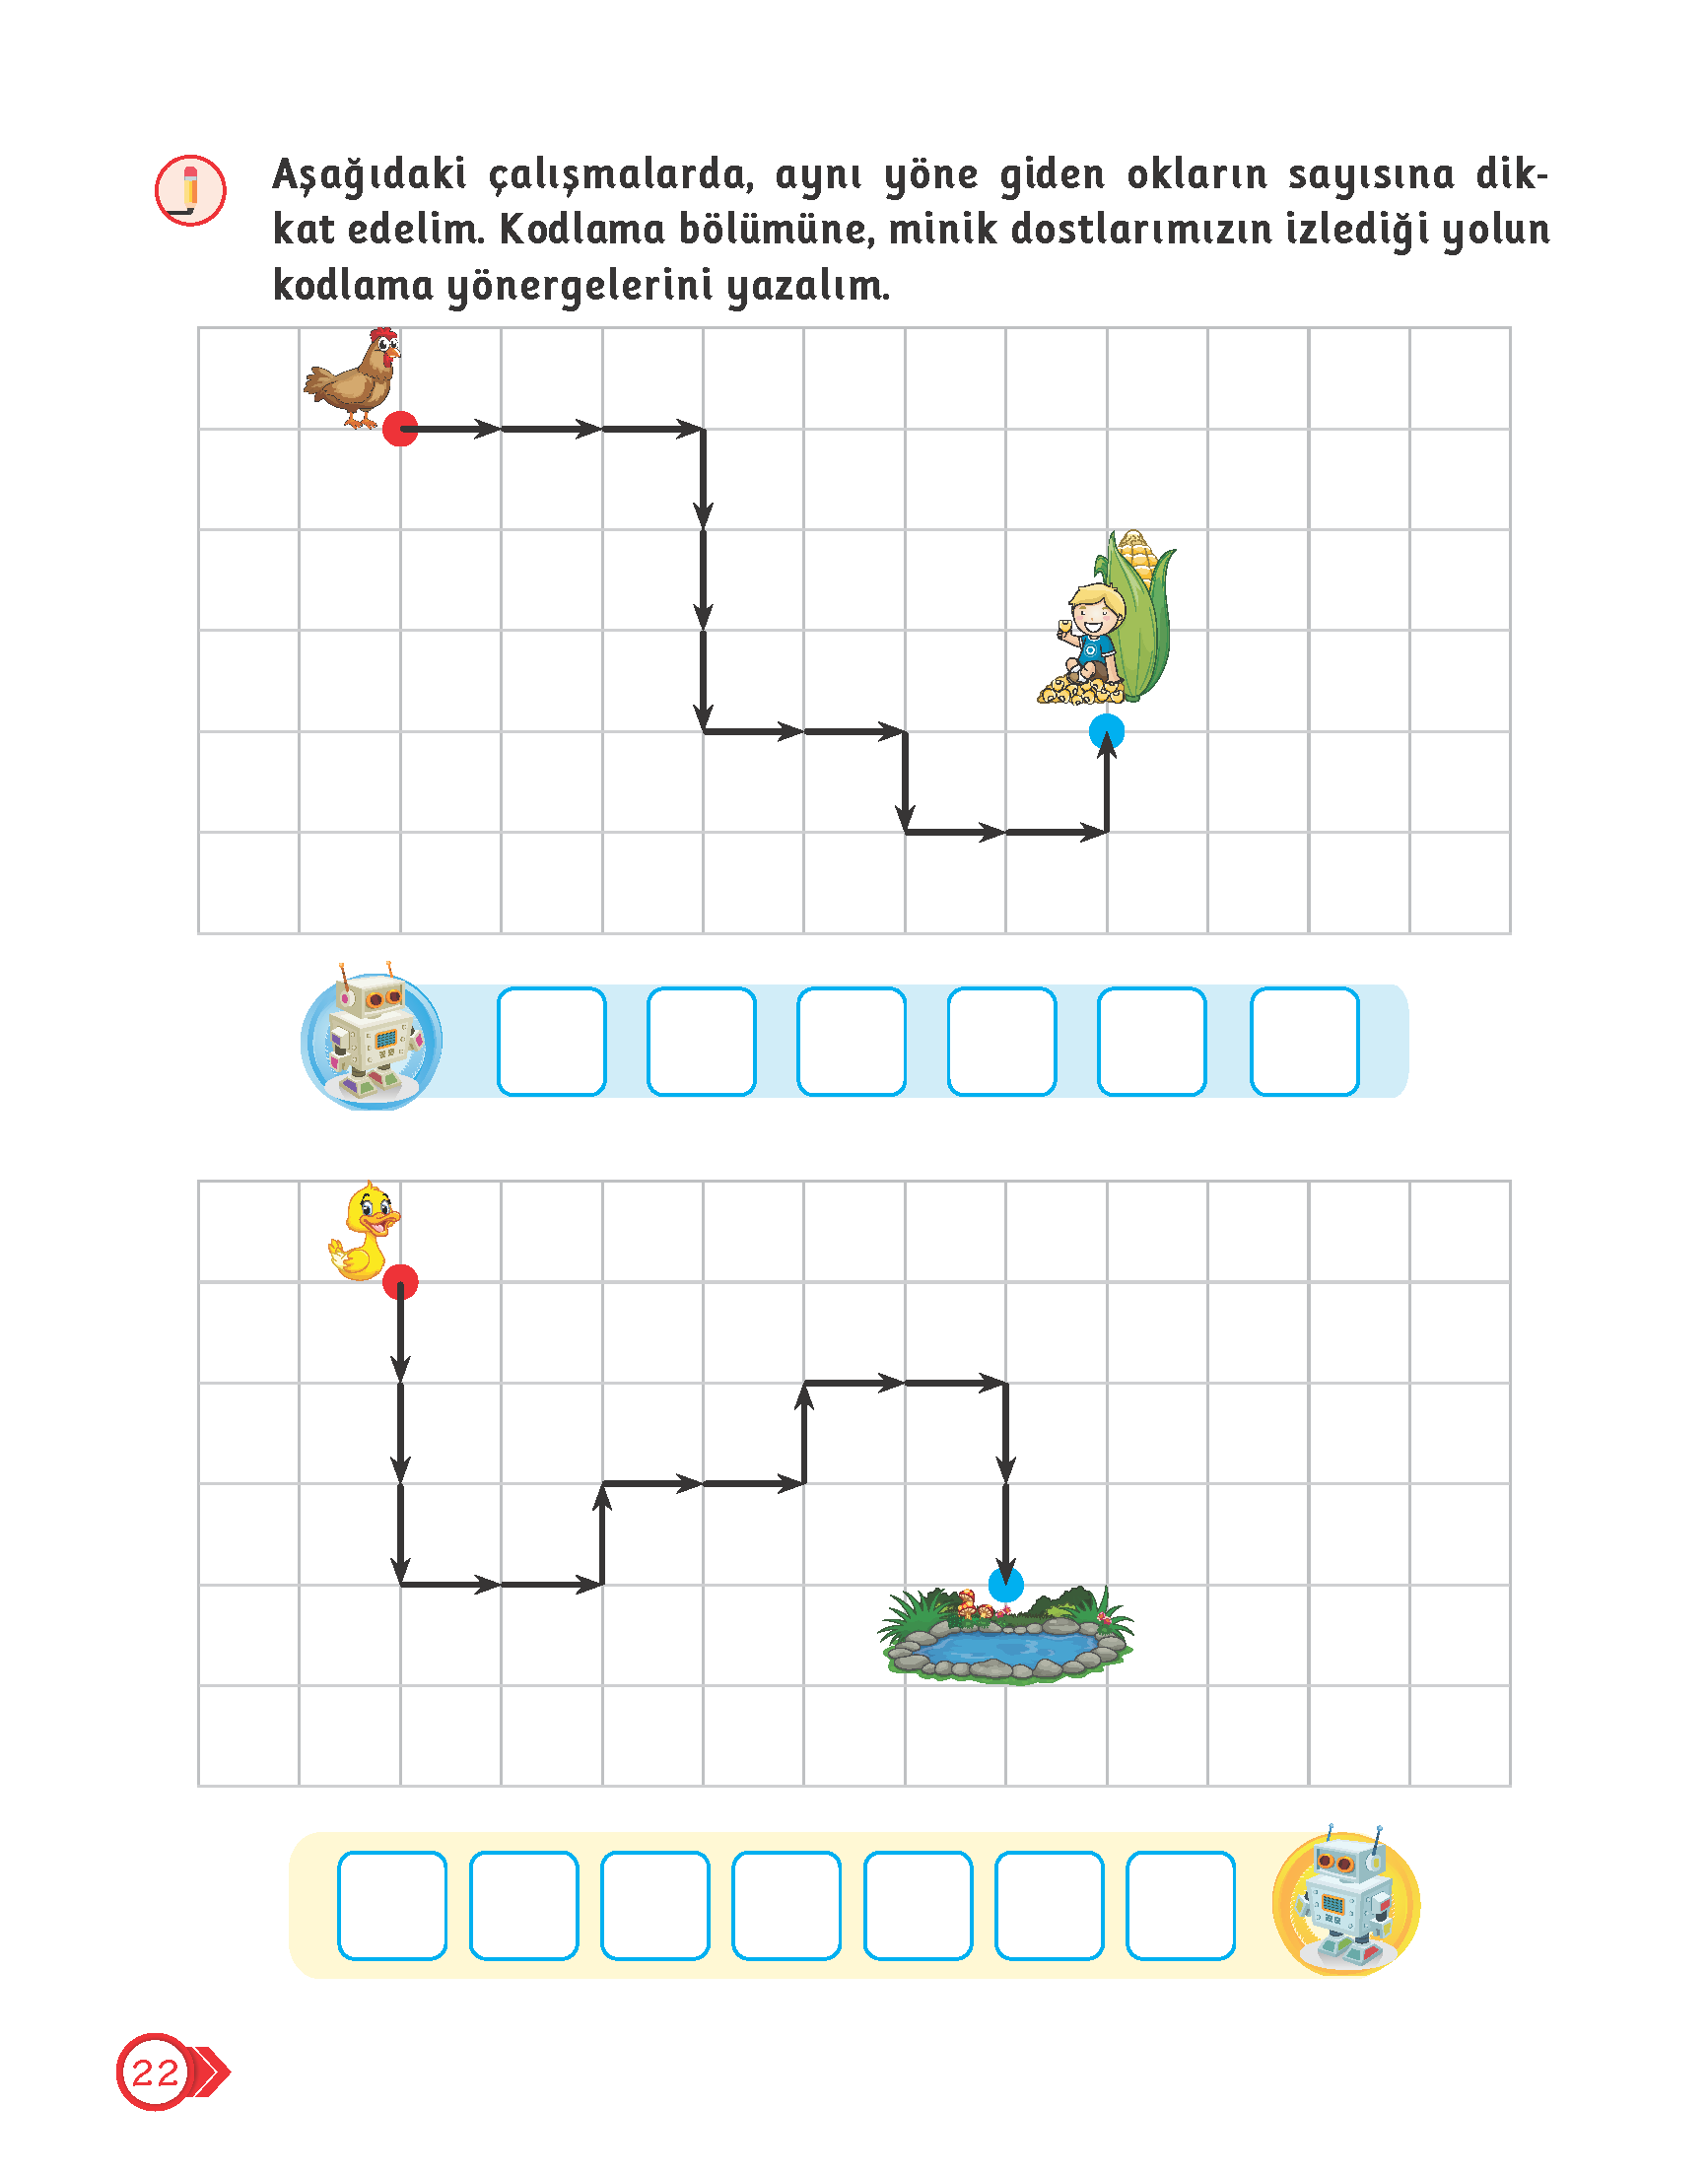 Aşağıdaki çalışmalarda, aynı yöne giden okların sayısına dik-
kat edelim. Kodlama bölümüne, minik dostlarımızın izlediği yolun
kodlama yönergelerini yazalım.
22